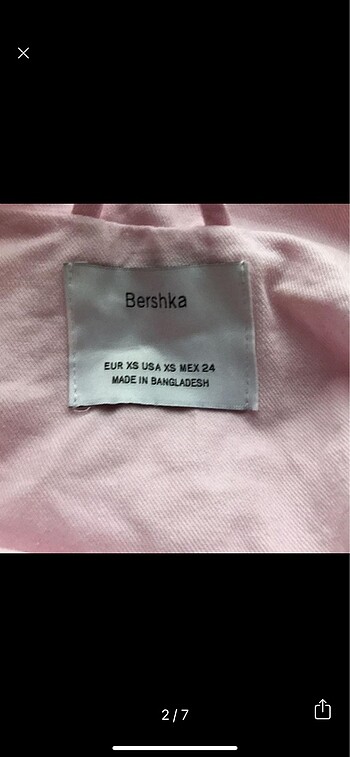 Bershka
EUR XS USA XS MEX 24
MADE IN BANGLADESH
2/7